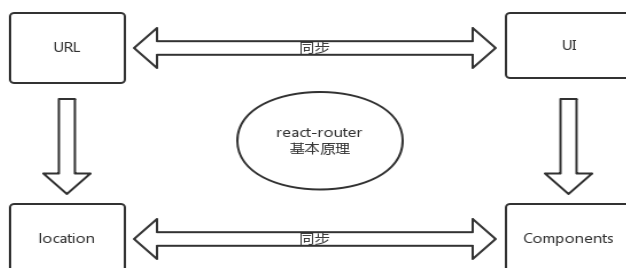 URL
同步
UI
react-router
基本原理
location
同步
Components